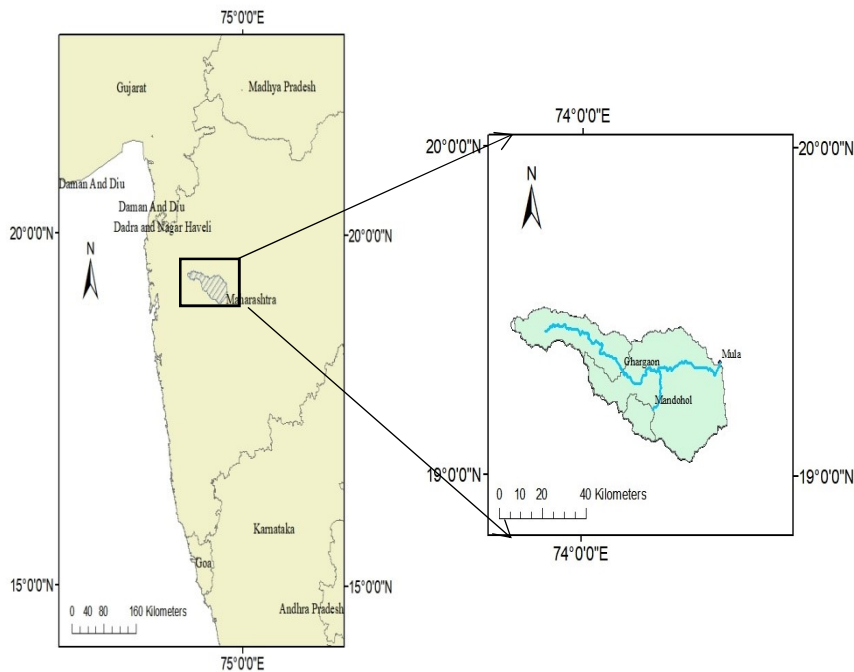 75°0'0"E
Gujarat
Madhya Pradesh
Daman And Diu
Daman And Diu
Dadra and Nagar Haveli
20°0'0"N
20°0'0"N
N
Maharashtra
Karnataka
Goa
15°0'0"N
15°0'0"N
Andhra Pradesh
0 40 80 160 Kilometers
75°0'0"E
74°0'0"E
20°0'0"N
20°0'0"N
N
Mula
Ghargaon
Mandohol
19°0'0"N
19°0'0"N
0 10 20 40 Kilometers
74°0'0"E